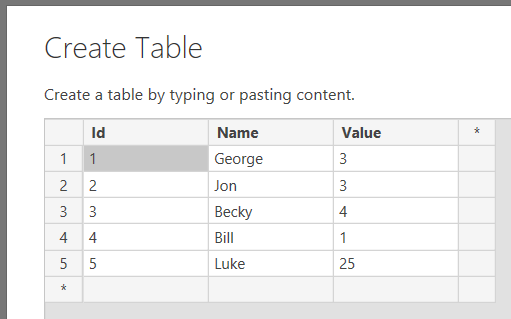 Create Table
Create a table by typing or pasting content.
Id Name Value *
1 1 George 3
2 2 Jon 3
3 3 Becky 4
4 4 Bill 1
5 5 Luke 25
*